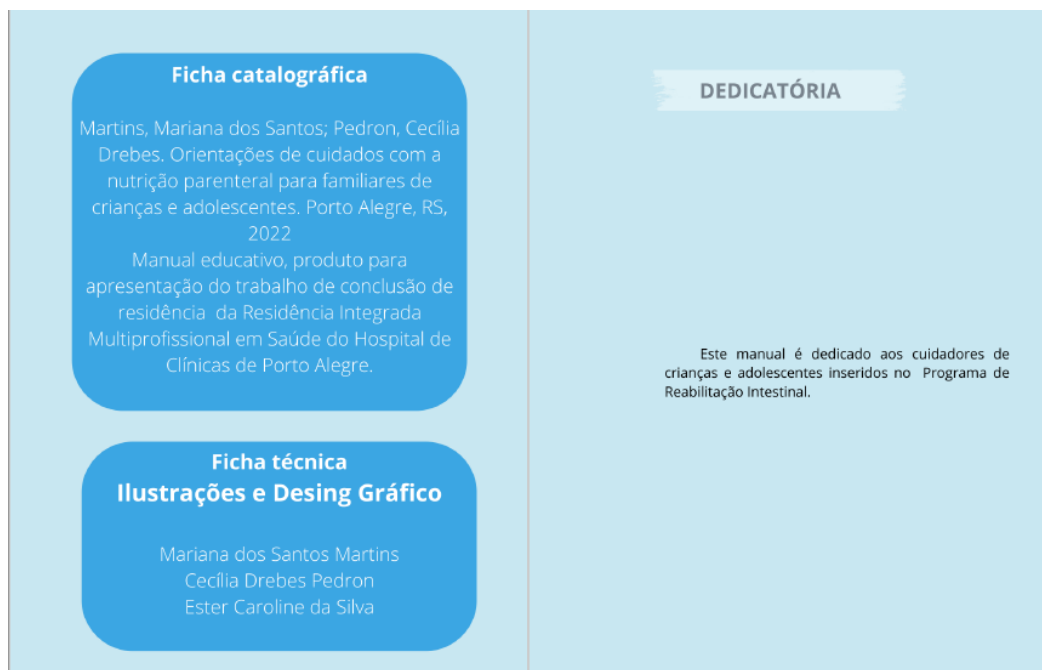 Ficha catalográfica
Martins, Mariana dos Santos; Pedron, Cecília
Drebes. Orientações de cuidados com a
nutrição parenteral para familiares de
crianças e adolescentes. Porto Alegre, RS,
2022
Manual educativo, produto para
apresentação do trabalho de conclusão de
residência da Residência Integrada
Multiprofissional em Saúde do Hospital de
Clínicas de Porto Alegre.
Ficha técnica
Ilustrações e Desing Gráfico
Mariana dos Santos Martins
Cecília Drebes Pedron
Ester Caroline da Silva
DEDICATÓRIA
Este manual é dedicado aos cuidadores de
crianças e adolescentes inseridos no Programa de
Reabilitação Intestinal.